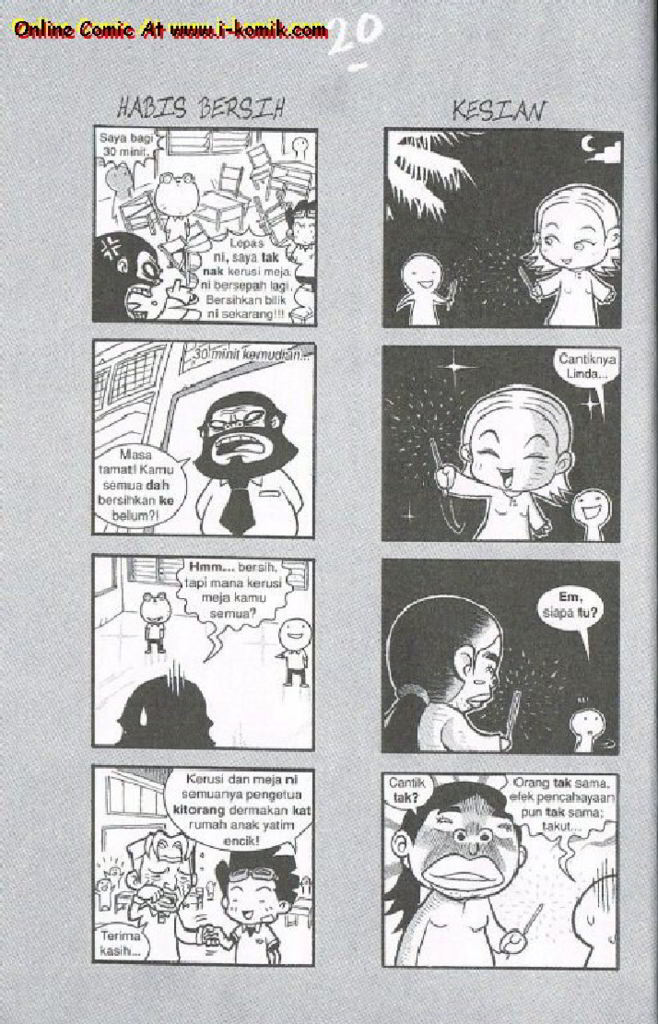 Online Comic At www.i-komik.com
20
HABIS BERSIH
Saya bagi
30 minit.
Lepas
ni, saya tak
nak kerusi meja
ni bersepah lagi.
Bersihkan bilik
ni sekarang!!!
30 minit kemudian...
Masa
tamat! Kamu
semua dah
bersihkan ke
belum?!
Hmm... bersih,
tapi mana kerusi
meja kamu
semua?
Kerusi dan meja ni
semuanya pengetua
kitorang dermakan kat
rumah anak yatim
encik!
Terima
kasih...
KESIAN
Cantiknya
Linda...
Em,
siapa tu?
Cantik
tak?
Orang tak sama,
efek pencahayaan
pun tak sama;
takut...